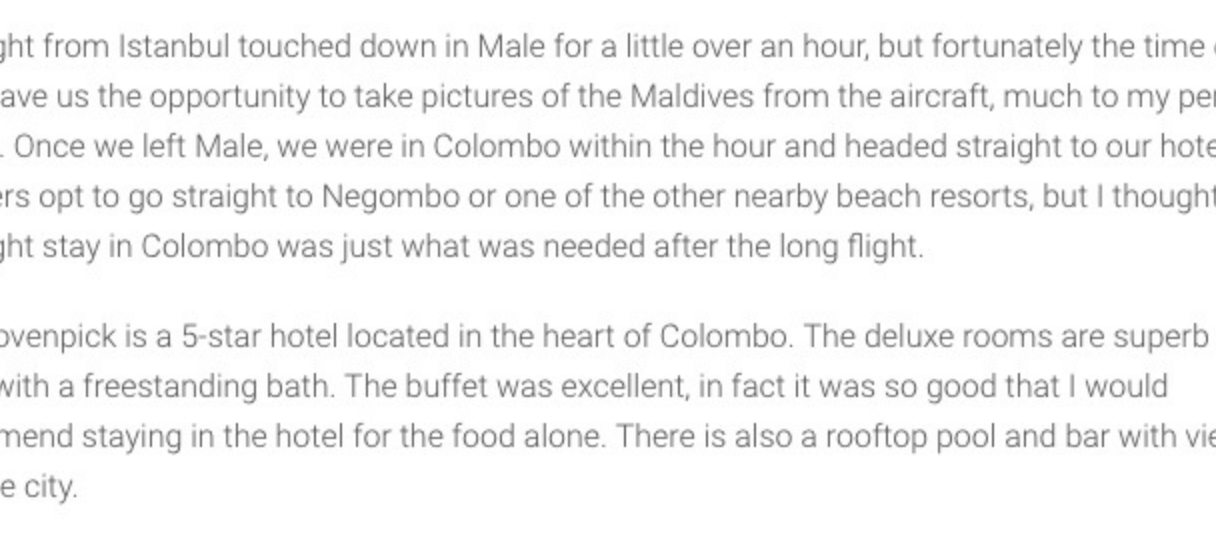 ght from Istanbul touched down in Male for a little over an hour, but fortunately the time
ave us the opportunity to take pictures of the Maldives from the aircraft, much to my per
. Once we left Male, we were in Colombo within the hour and headed straight to our hote
ers opt to go straight to Negombo or one of the other nearby beach resorts, but I thought
ght stay in Colombo was just what was needed after the long flight.
ovenpick is a 5-star hotel located in the heart of Colombo. The deluxe rooms are superb
with a freestanding bath. The buffet was excellent, in fact it was so good that I would
mend staying in the hotel for the food alone. There is also a rooftop pool and bar with vie
e city.